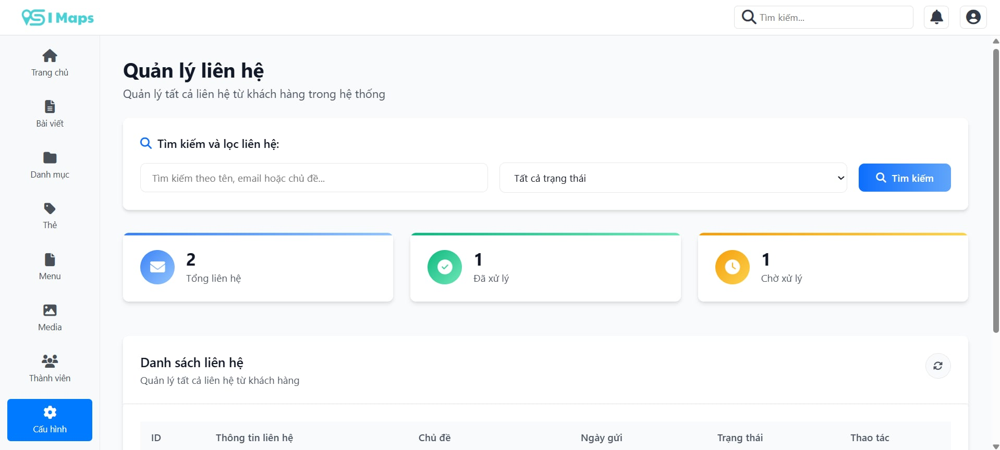 SI Maps
Tìm kiếm...
Trang chủ
Bài viết
Danh mục
Thẻ
Menu
Media
Thành viên
Cấu hình
Quản lý liên hệ
Quản lý tất cả liên hệ từ khách hàng trong hệ thống
Tìm kiếm và lọc liên hệ:
Tìm kiếm theo tên, email hoặc chủ đề...
Tất cả trạng thái
Tìm kiếm
2
Tổng liên hệ
1
Đã xử lý
1
Chờ xử lý
Danh sách liên hệ
Quản lý tất cả liên hệ từ khách hàng
ID Thông tin liên hệ Chủ đề Ngày gửi Trạng thái Thao tác